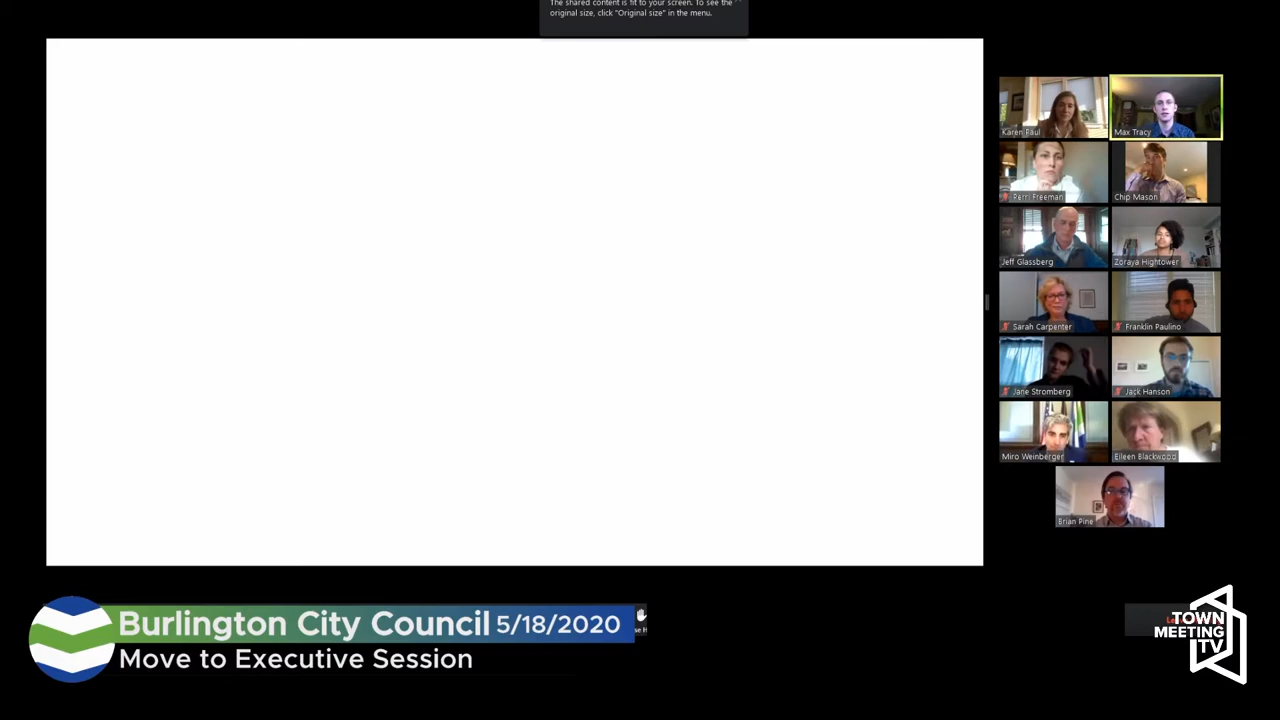 The shared content is fit to your screen. To see the
original size, click "Original size" in the menu.
Karen Paul
Max Tracy
Perri Freeman
Chip Mason
Jeff Glassberg
Zoraya Hightower
Sarah Carpenter
Franklin Paulino
Jane Stromberg
Jack Hanson
Miro Weinberger
Eileen Blackwood
Brian Pine
Burlington City Council 5/18/2020
Move to Executive Session
TOWN
MEETING
TV